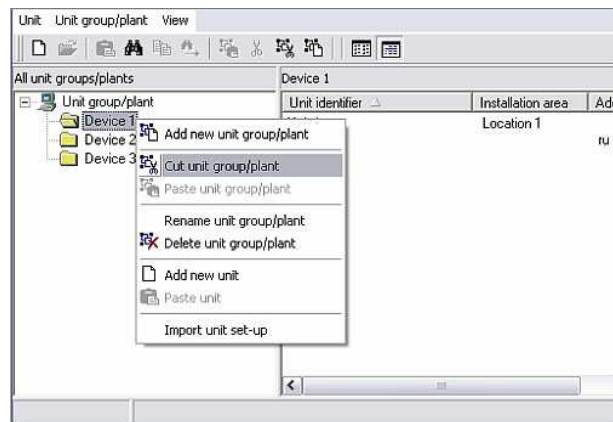 Unit Unit group/plant View
All unit groups/plants
Device 1
Unit group/plant
Unit identifier
Installation area
Device 1
Location 1
Device 2
ru
Device 3
Add new unit group/plant
Cut unit group/plant
Paste unit group/plant
Rename unit group/plant
Delete unit group/plant
Add new unit
Paste unit
Import unit set-up